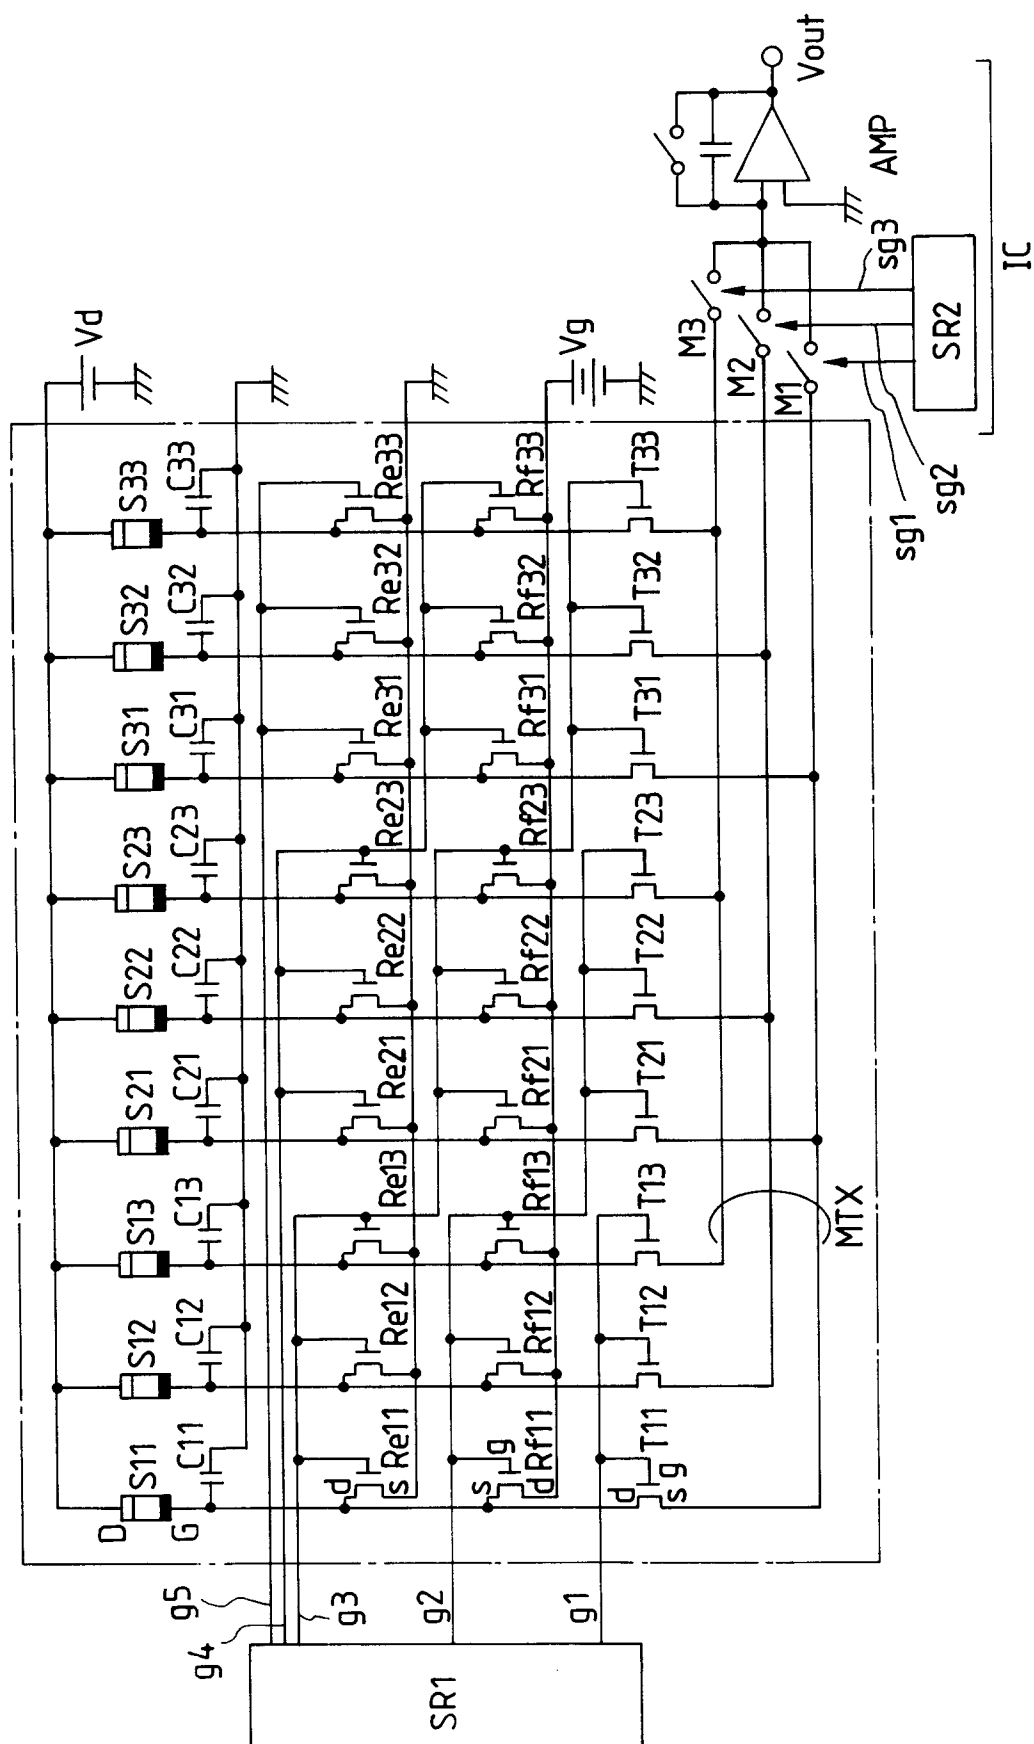 Vd
Vg
Vout
AMP
IC
SR2
sg1
sg2
sg3
M1
M2
M3
S11
S12
S13
S21
S22
S23
S31
S32
S33
D
G
C11
C12
C13
C21
C22
C23
C31
C32
C33
Re11
Re12
Re13
Re21
Re22
Re23
Re31
Re32
Re33
d
s
Rf11
Rf12
Rf13
Rf21
Rf22
Rf23
Rf31
Rf32
Rf33
s
g
d
T11
T12
T13
T21
T22
T23
T31
T32
T33
d
g
s
MTX
g5
g4
g3
g2
g1
SR1